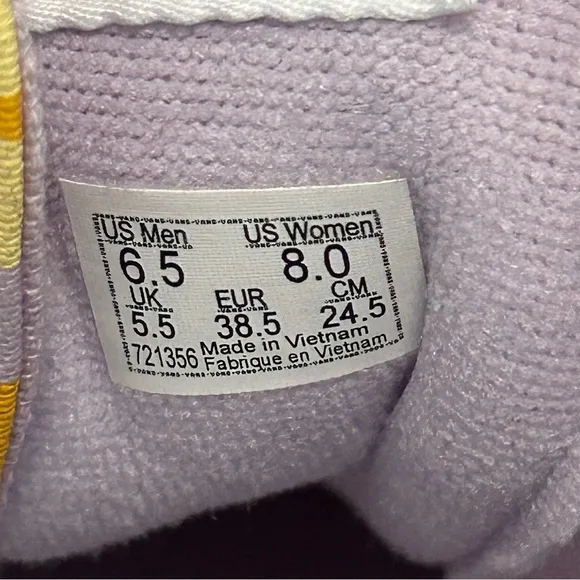 US Men US Women
6.5 8.0
UK EUR CM
5.5 38.5 24.5
721356 Made in Vietnam
Fabrique en Vietnam